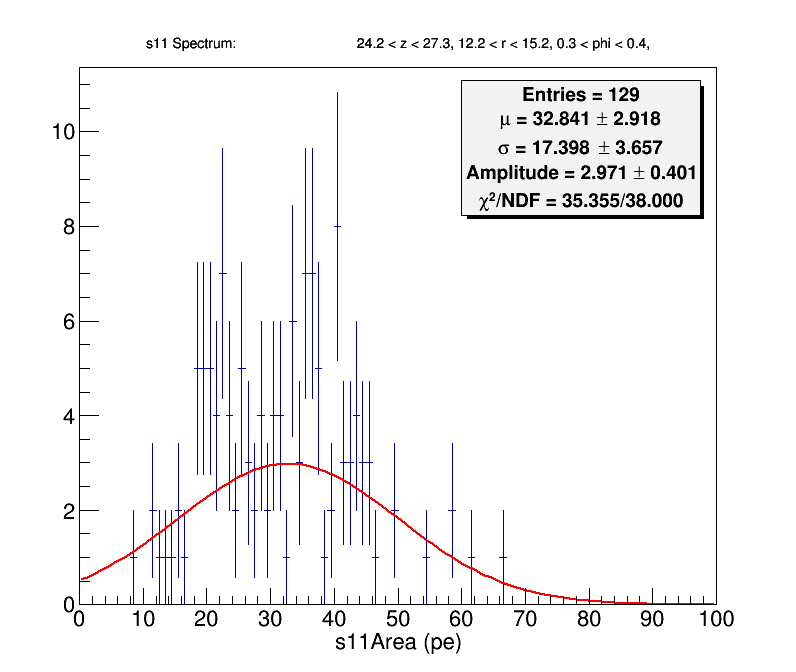 s11 Spectrum: 24.2 < z < 27.3, 12.2 < r < 15.2, 0.3 < phi < 0.4,
Entries = 129
μ = 32.841 ± 2.918
σ = 17.398 ± 3.657
Amplitude = 2.971 ± 0.401
χ²/NDF = 35.355/38.000
10
8
6
4
2
0
0 10 20 30 40 50 60 70 80 90 100
s11Area (pe)